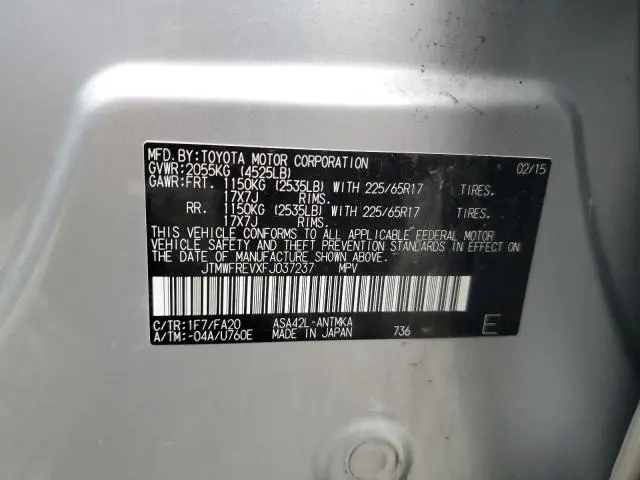 MFD.BY:TOYOTA MOTOR CORPORATION 02/15
GVWR:2055KG (4525LB)
GAWR:FRT. 1150KG (2535LB) WITH 225/65R17 TIRES.
17X7J RIMS.
RR. 1150KG (2535LB) WITH 225/65R17 TIRES.
17X7J RIMS.
THIS VEHICLE CONFORMS TO ALL APPLICABLE FEDERAL MOTOR
VEHICLE SAFETY AND THEFT PREVENTION STANDARDS IN EFFECT ON
THE DATE OF MANUFACTURE SHOWN ABOVE.
JTMWFREVXFJ037237 MPV
C/TR:1F7/FA20 ASA42L-ANTMKA
A/TM:-04A/U760E MADE IN JAPAN 736 E